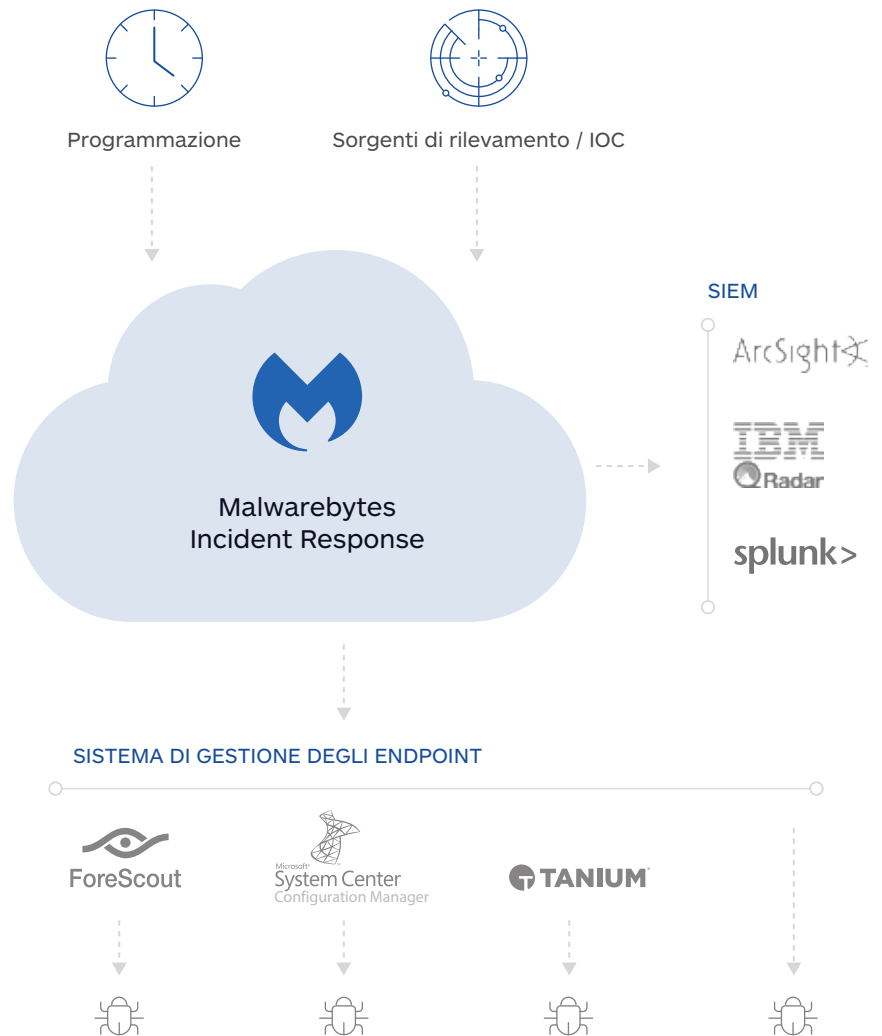 Programmazione
Sorgenti di rilevamento / IOC
SIEM
ArcSight
IBM
QRadar
splunk>
Malwarebytes
Incident Response
SISTEMA DI GESTIONE DEGLI ENDPOINT
ForeScout
Microsoft®
System Center
Configuration Manager
TANIUM